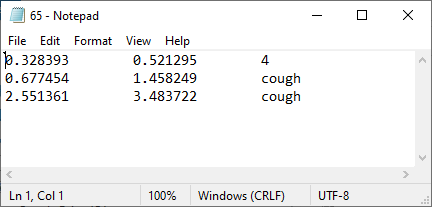 65 - Notepad
File Edit Format View Help
0.328393 0.521295 4
0.677454 1.458249 cough
2.551361 3.483722 cough
Ln 1, Col 1 100% Windows (CRLF) UTF-8